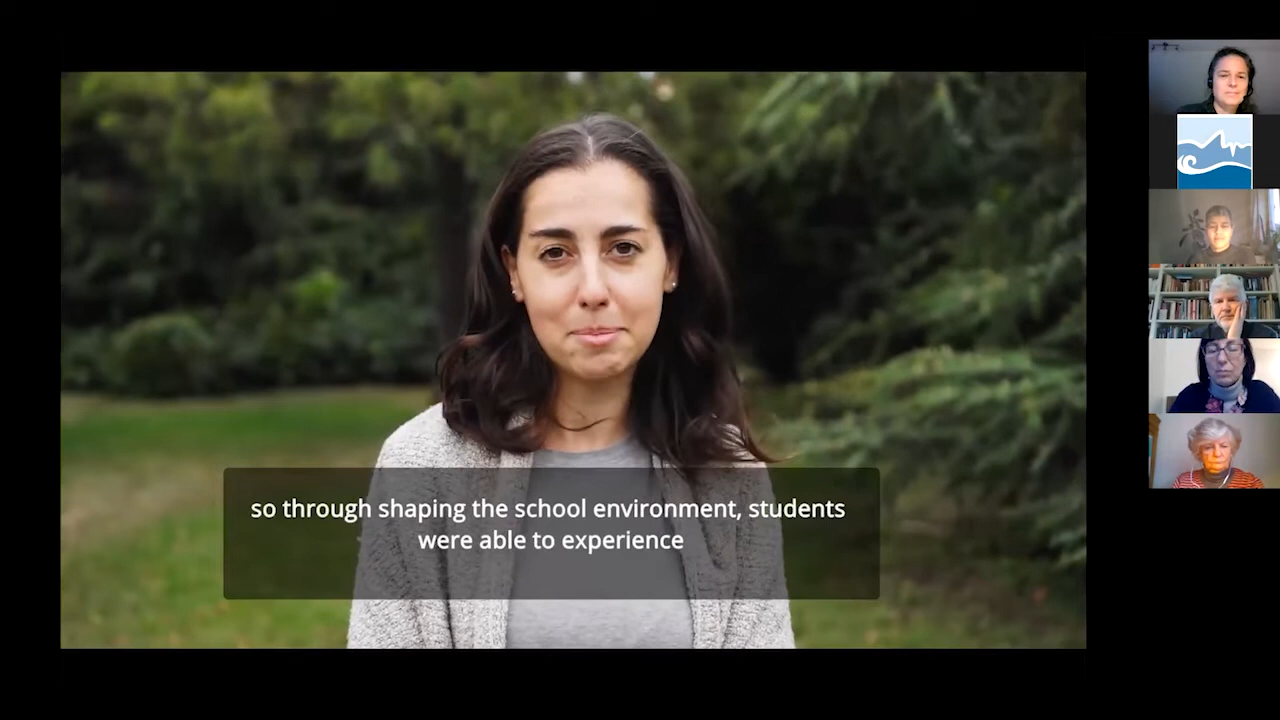 so through shaping the school environment, students
were able to experience